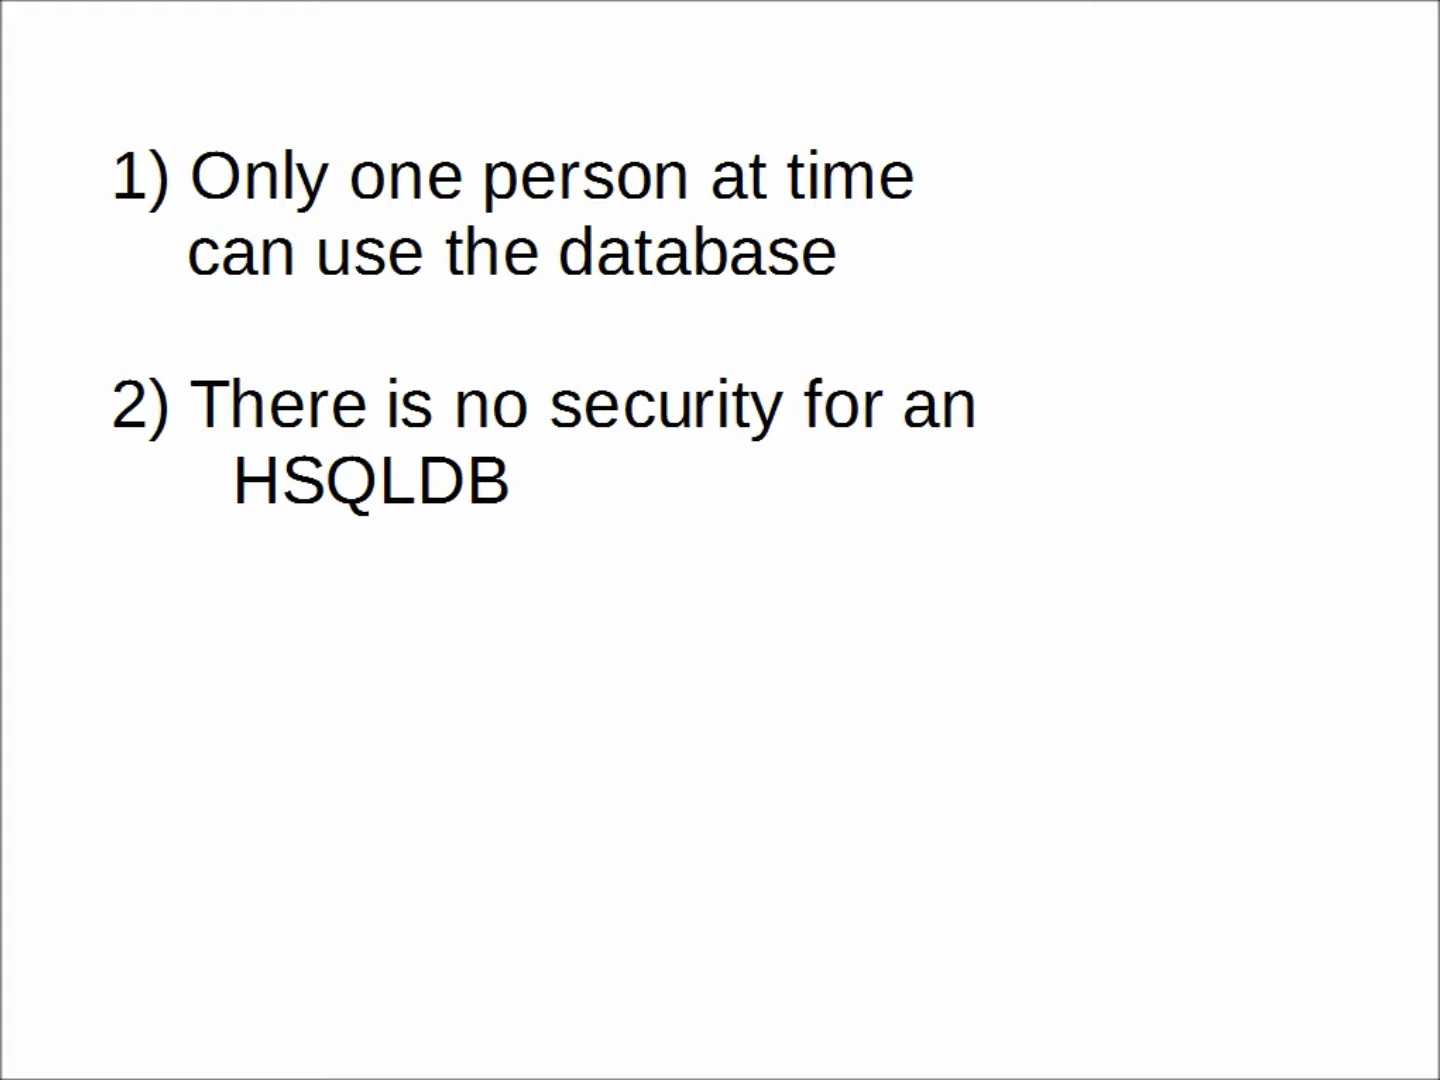 1) Only one person at time
can use the database
2) There is no security for an
HSQLDB